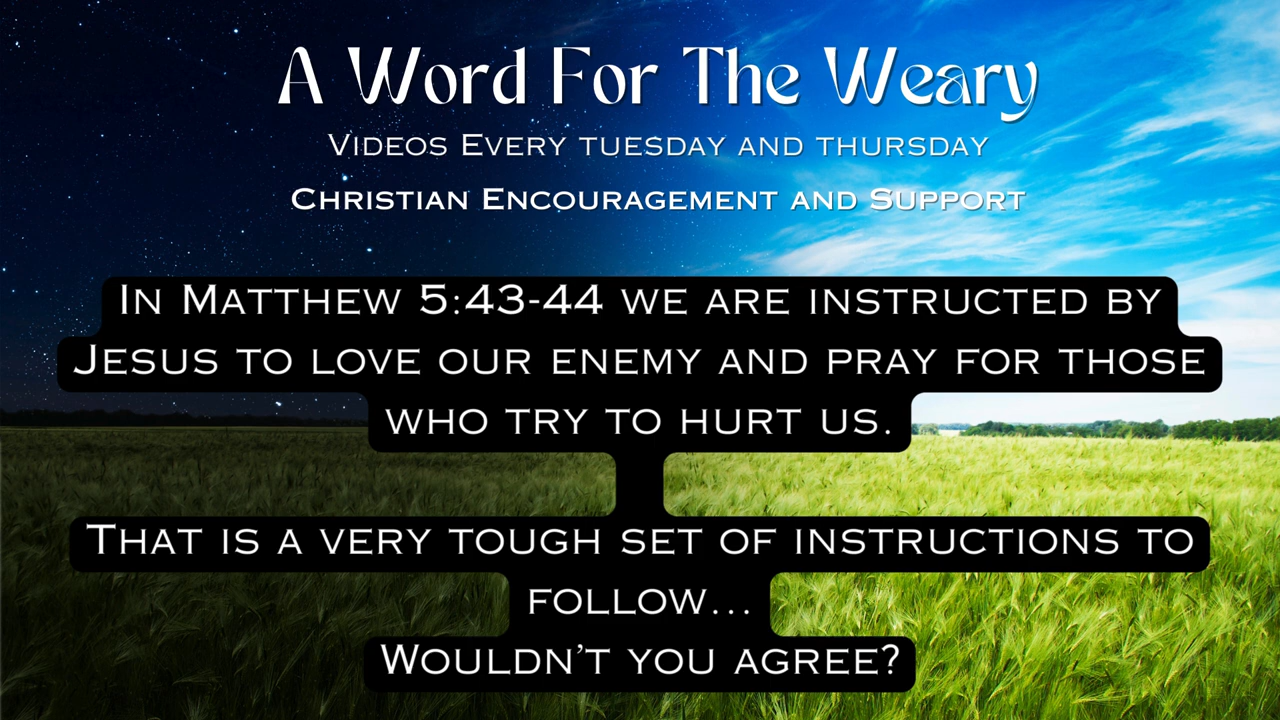 A Word For The Weary
Videos Every Tuesday and Thursday
Christian Encouragement and Support
In Matthew 5:43-44 we are instructed by
Jesus to love our enemy and pray for those
who try to hurt us.
That is a very tough set of instructions to
follow...
Wouldn't you agree?